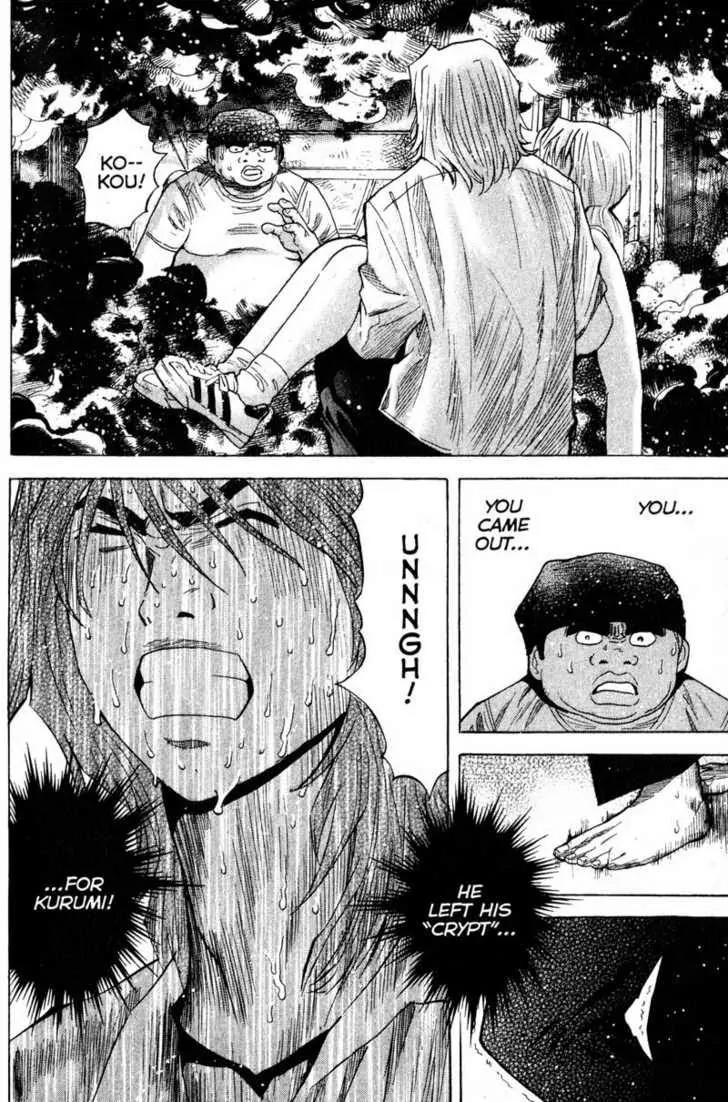 KO--
KOU!
YOU...
YOU
CAME
OUT...
HE
LEFT HIS
"CRYPT"...
UNNNGH!
...FOR
KURUMI!